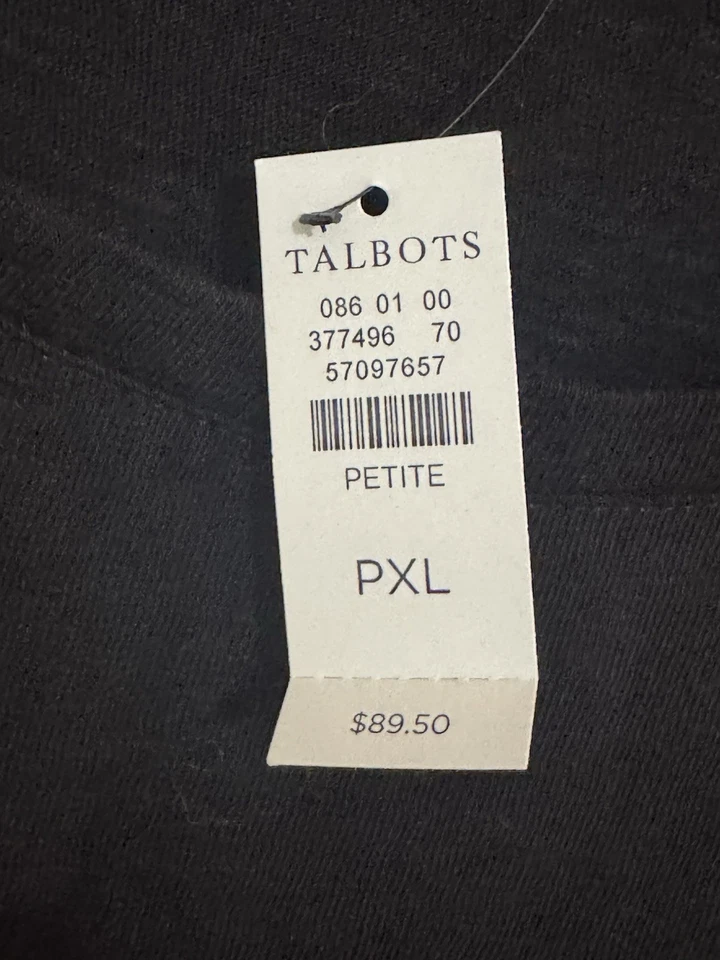 TALBOTS
086 01 00
377496 70
57097657
PETITE
PXL
$89.50